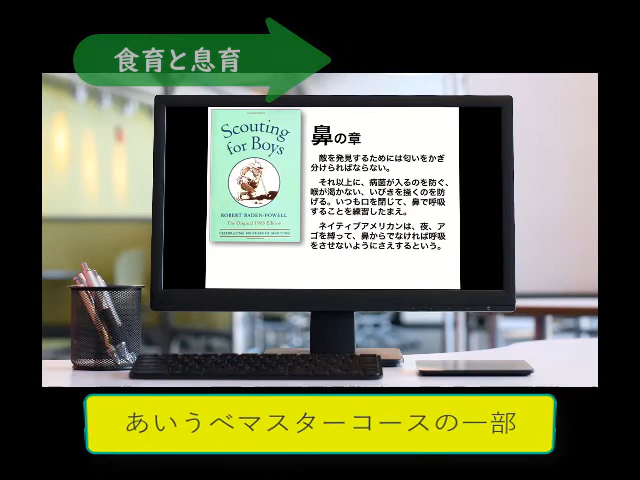 食育と息育
Scouting
for Boys
ROBERT BADEN-POWELL
The Original 1908 Edition
CELEBRATING 100 YEARS OF SCOUTING
鼻の章
敵を発見するためには匂いをかぎ
分けられねばならない。
それ以上に、病菌が入るのを防ぐ、
喉が渇かない、いびきを掻くのを防
げる。いつも口を閉じて、鼻で呼吸
することを練習したまえ。
ネイティブアメリカンは、夜、ア
ゴを縛って、鼻からでなければ呼吸
をさせないようにさえするという。
あいうべマスターコースの一部